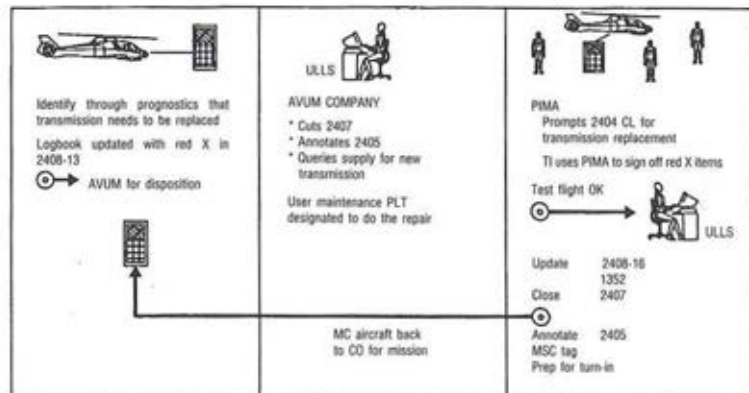 Identify through prognostics that
transmission needs to be replaced
Logbook updated with red X in
2408-13
AVUM for disposition
ULLS
AVUM COMPANY
* Cuts 2407
* Annotates 2405
* Queries supply for new
transmission
User maintenance PLT
designated to do the repair
MC aircraft back
to CO for mission
PIMA
Prompts 2404 CL for
transmission replacement
TI uses PIMA to sign off red X items
Test flight OK
ULLS
Update 2408-16
1352
Close 2407
Annotate 2405
MSC tag
Prep for turn-in